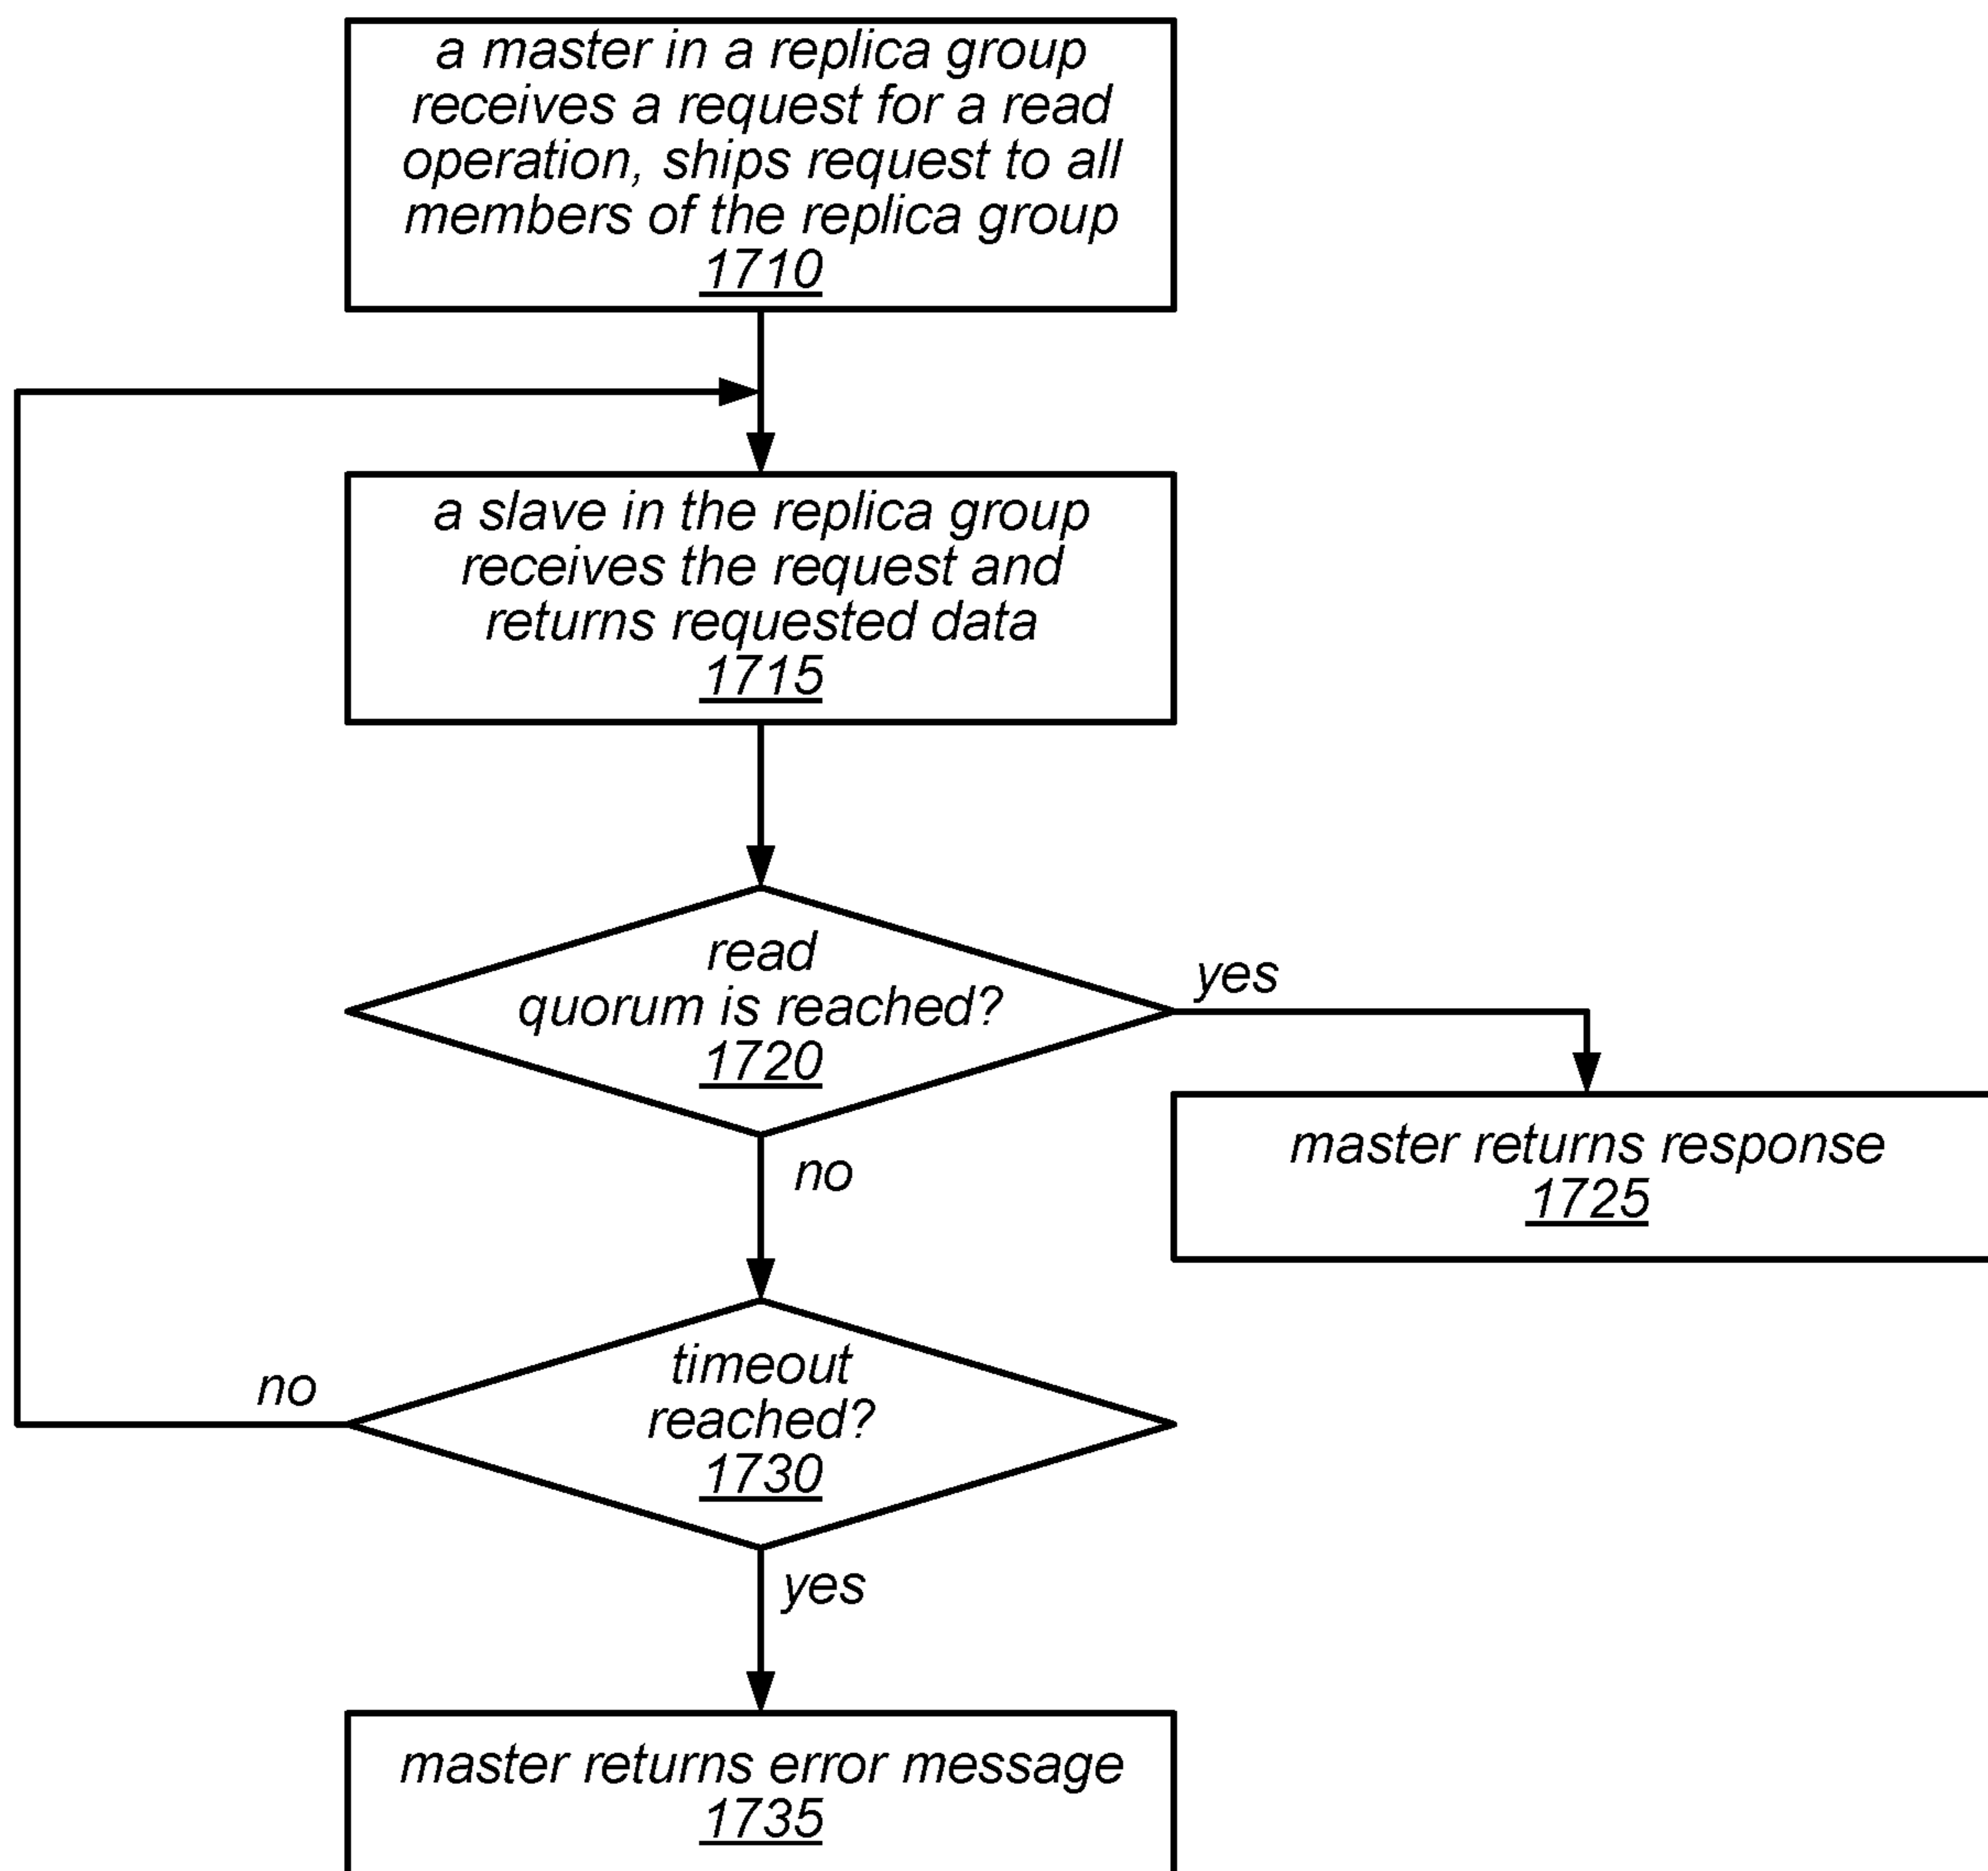 a master in a replica group
receives a request for a read
operation, ships request to all
members of the replica group
1710
a slave in the replica group
receives the request and
returns requested data
1715
read
quorum is reached?
1720
yes
master returns response
1725
no
timeout
reached?
1730
no
yes
master returns error message
1735